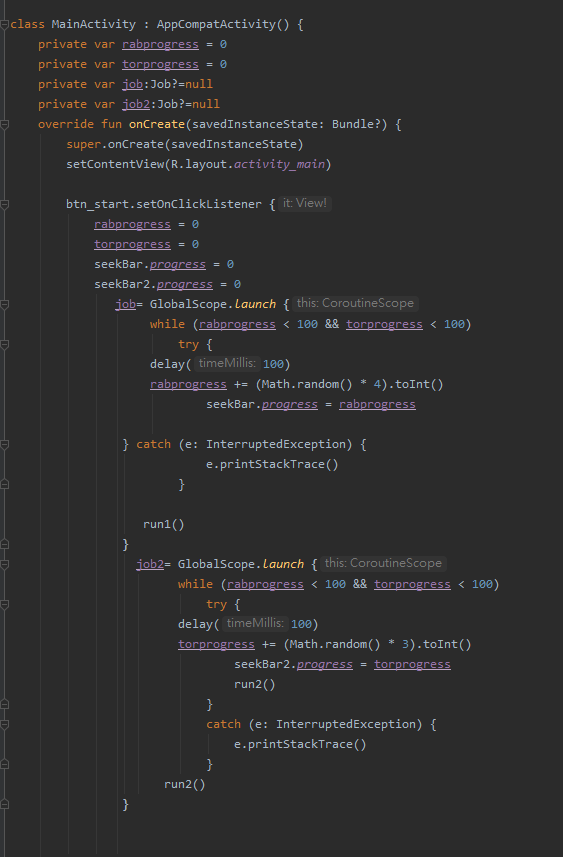 class MainActivity : AppCompatActivity() {
private var rabprogress = 0
private var torprogress = 0
private var job:Job?=null
private var job2:Job?=null
override fun onCreate(savedInstanceState: Bundle?) {
super.onCreate(savedInstanceState)
setContentView(R.layout.activity_main)
btn_start.setOnClickListener { it: View!
rabprogress = 0
torprogress = 0
seekBar.progress = 0
seekBar2.progress = 0
job= GlobalScope.launch { this: CoroutineScope
while (rabprogress < 100 && torprogress < 100)
try {
delay( timeMillis: 100)
rabprogress += (Math.random() * 4).toInt()
seekBar.progress = rabprogress
} catch (e: InterruptedException) {
e.printStackTrace()
}
run1()
}
job2= GlobalScope.launch { this: CoroutineScope
while (rabprogress < 100 && torprogress < 100)
try {
delay( timeMillis: 100)
torprogress += (Math.random() * 3).toInt()
seekBar2.progress = torprogress
run2()
}
catch (e: InterruptedException) {
e.printStackTrace()
}
run2()
}